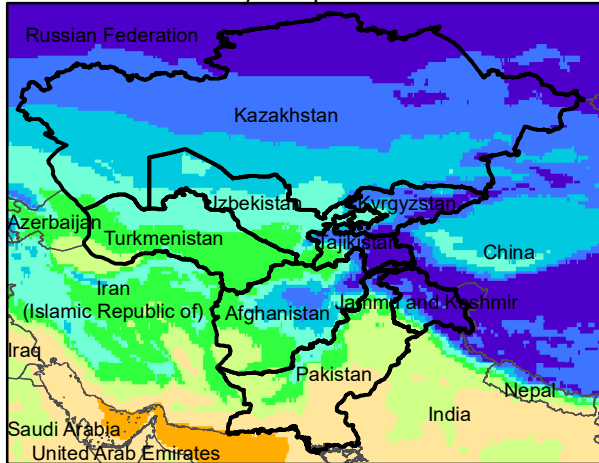 Russian Federation
Kazakhstan
Uzbekistan
Kyrgyzstan
Azerbaijan
Turkmenistan
Tajikistan
China
Iran
(Islamic Republic of)
Afghanistan
Jammu and Kashmir
Iraq
Pakistan
Nepal
India
Saudi Arabia
United Arab Emirates